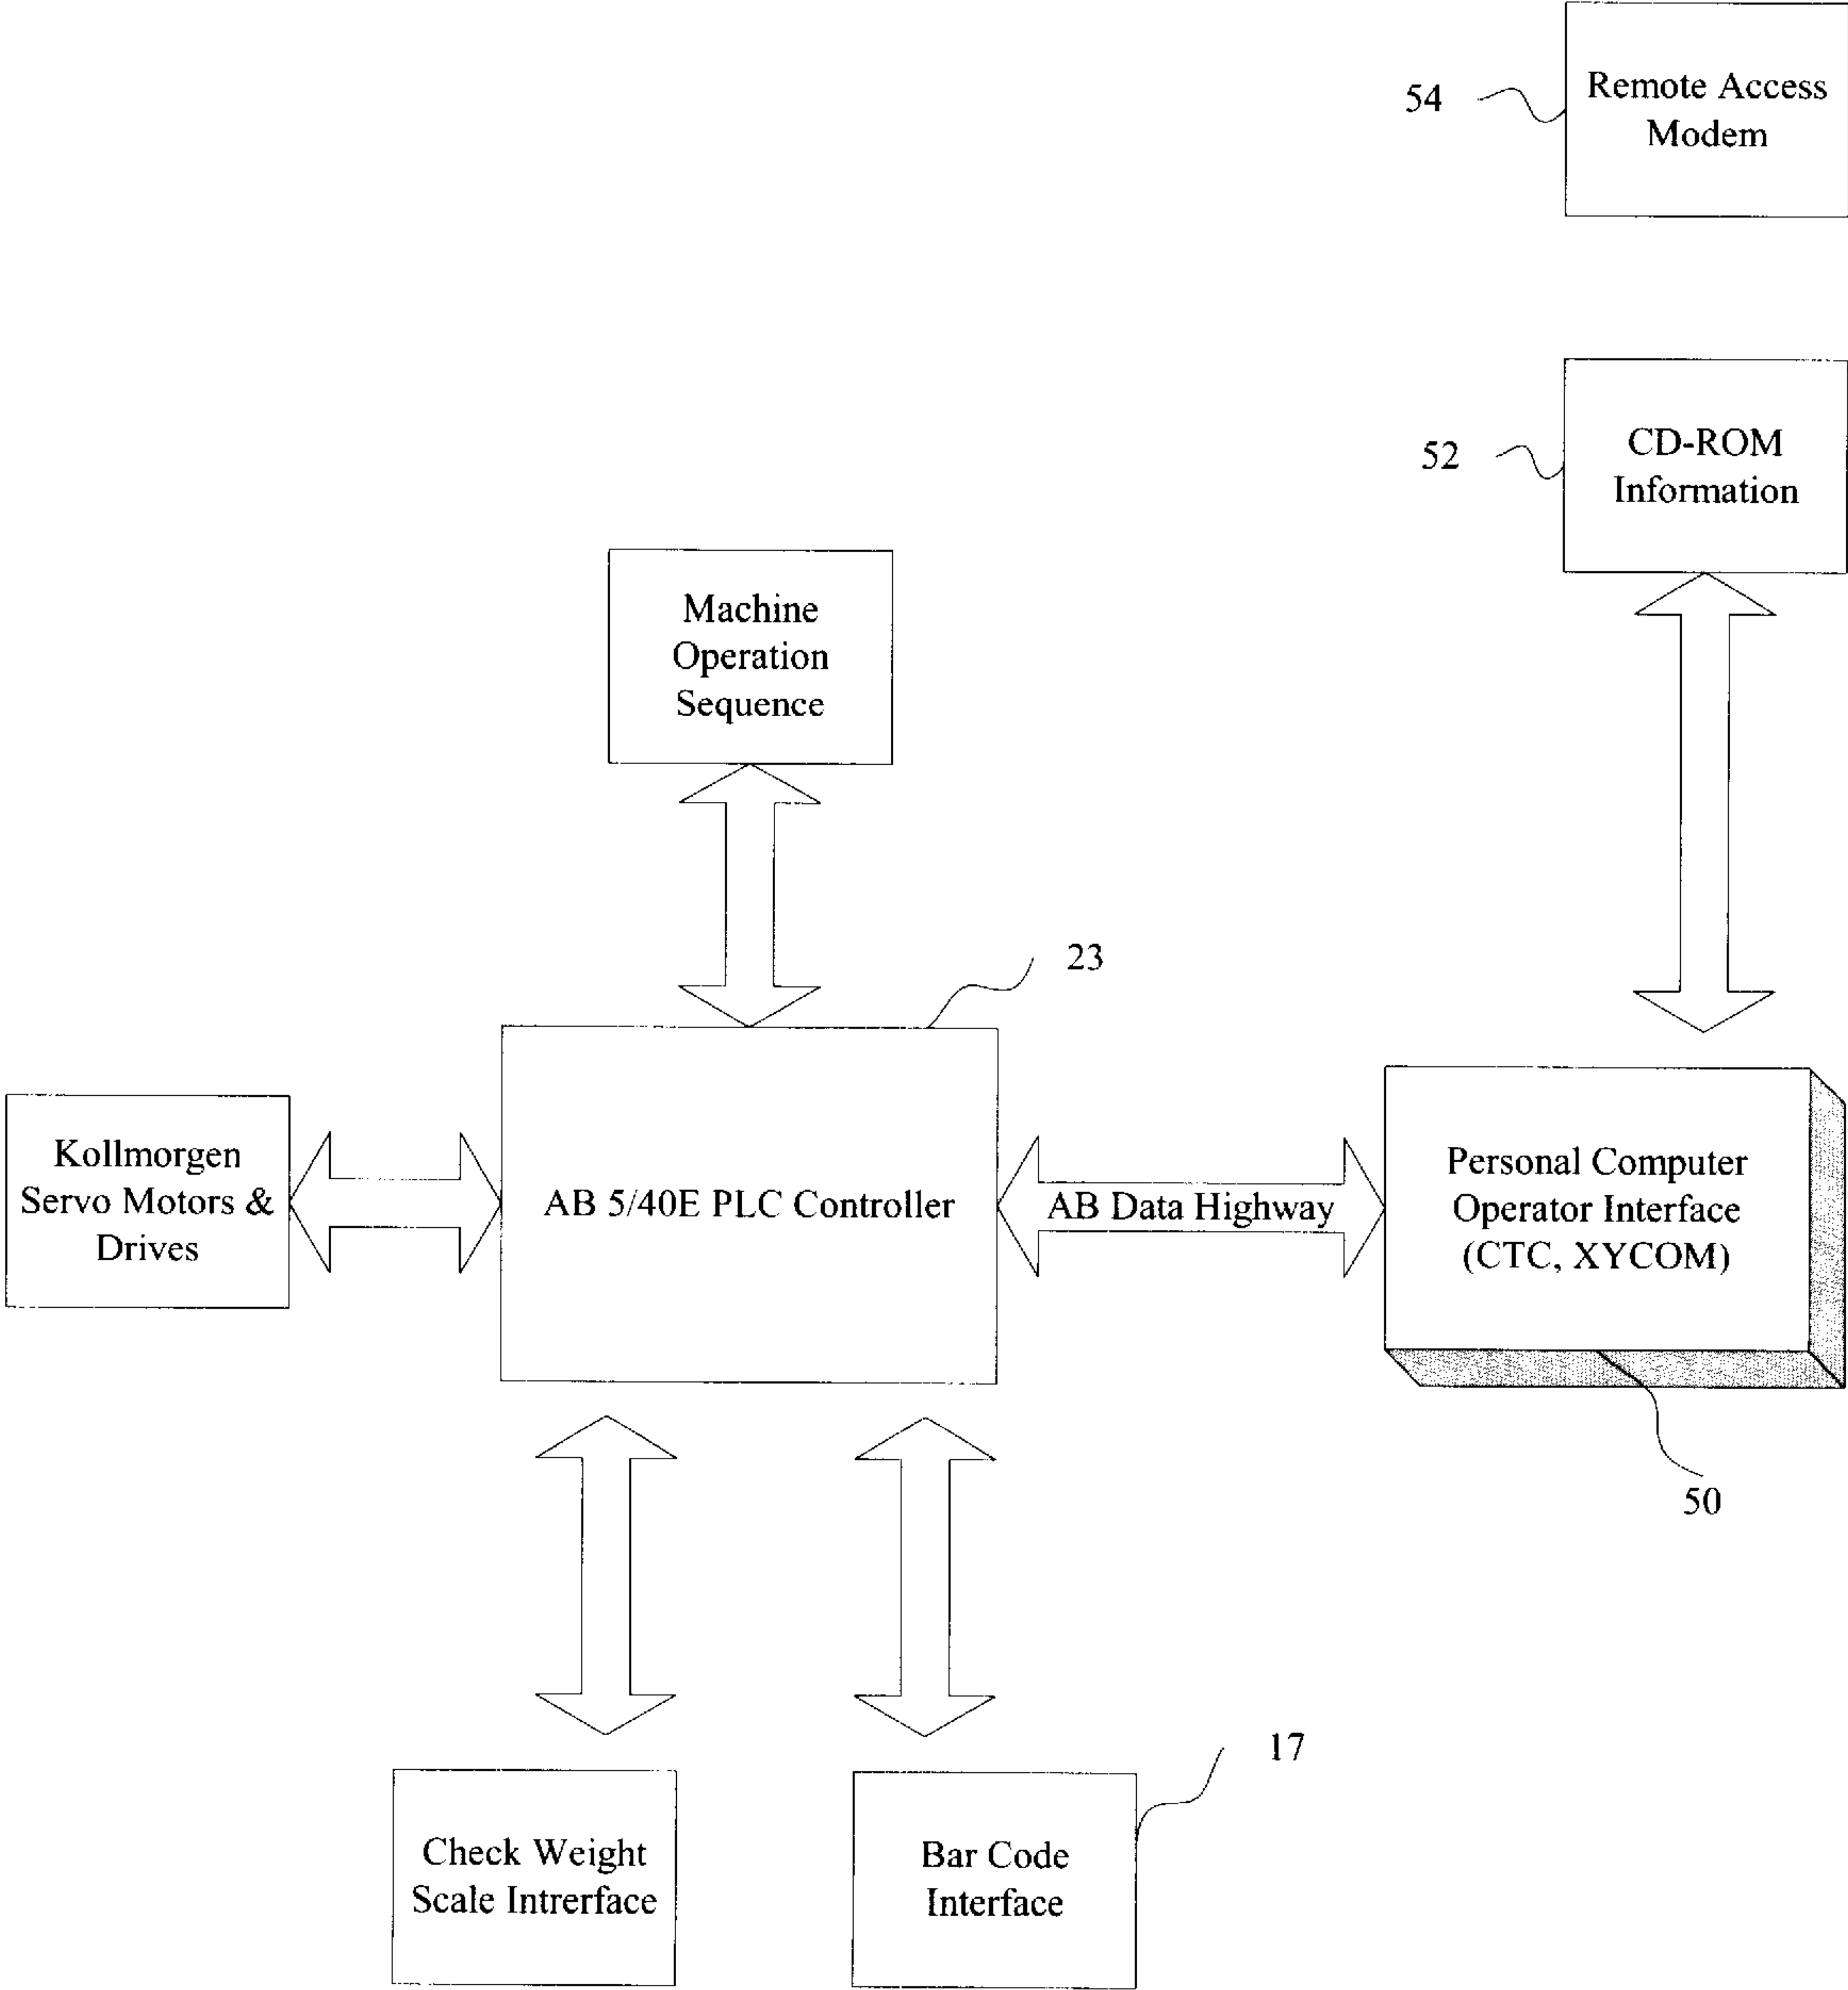 54
Remote Access
Modem
52
CD-ROM
Information
Machine
Operation
Sequence
23
Kollmorgen
Servo Motors &
Drives
AB 5/40E PLC Controller
AB Data Highway
Personal Computer
Operator Interface
(CTC, XYCOM)
50
17
Check Weight
Scale Intrerface
Bar Code
Interface